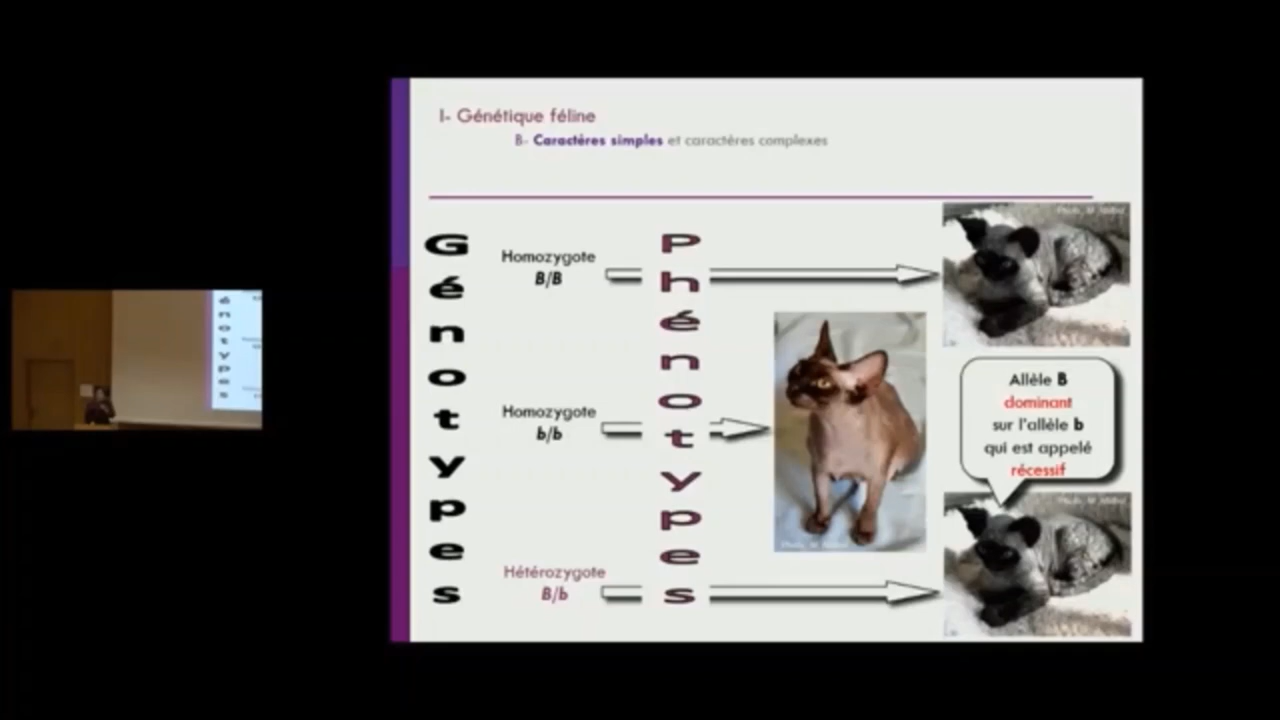 I- Génétique féline
B- Caractères simples et caractères complexes
Génotypes
Homozygote
B/B
Homozygote
b/b
Hétérozygote
B/b
Phénotypes
Allèle B
dominant
sur l'allèle b
qui est appelé
récessif